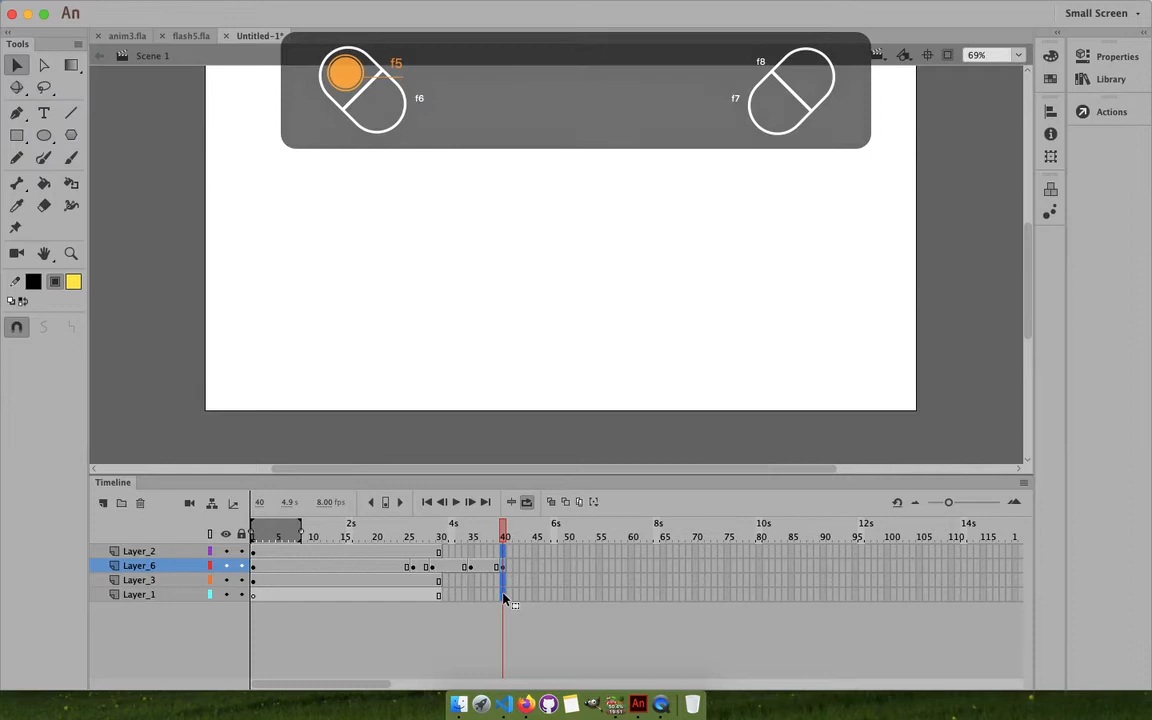 An
Small Screen
anim3.fla
flash5.fla
Untitled-1*
Tools
Scene 1
69%
f5
f6
f8
f7
Properties
Library
Actions
Timeline
40 4.9 s 8.00 fps
2s 4s 6s 8s 10s 12s 14s
5 10 15 20 25 30 35 40 45 50 55 60 65 70 75 80 85 90 95 100 105 110 115 1
Layer_2
Layer_6
Layer_3
Layer_1
An